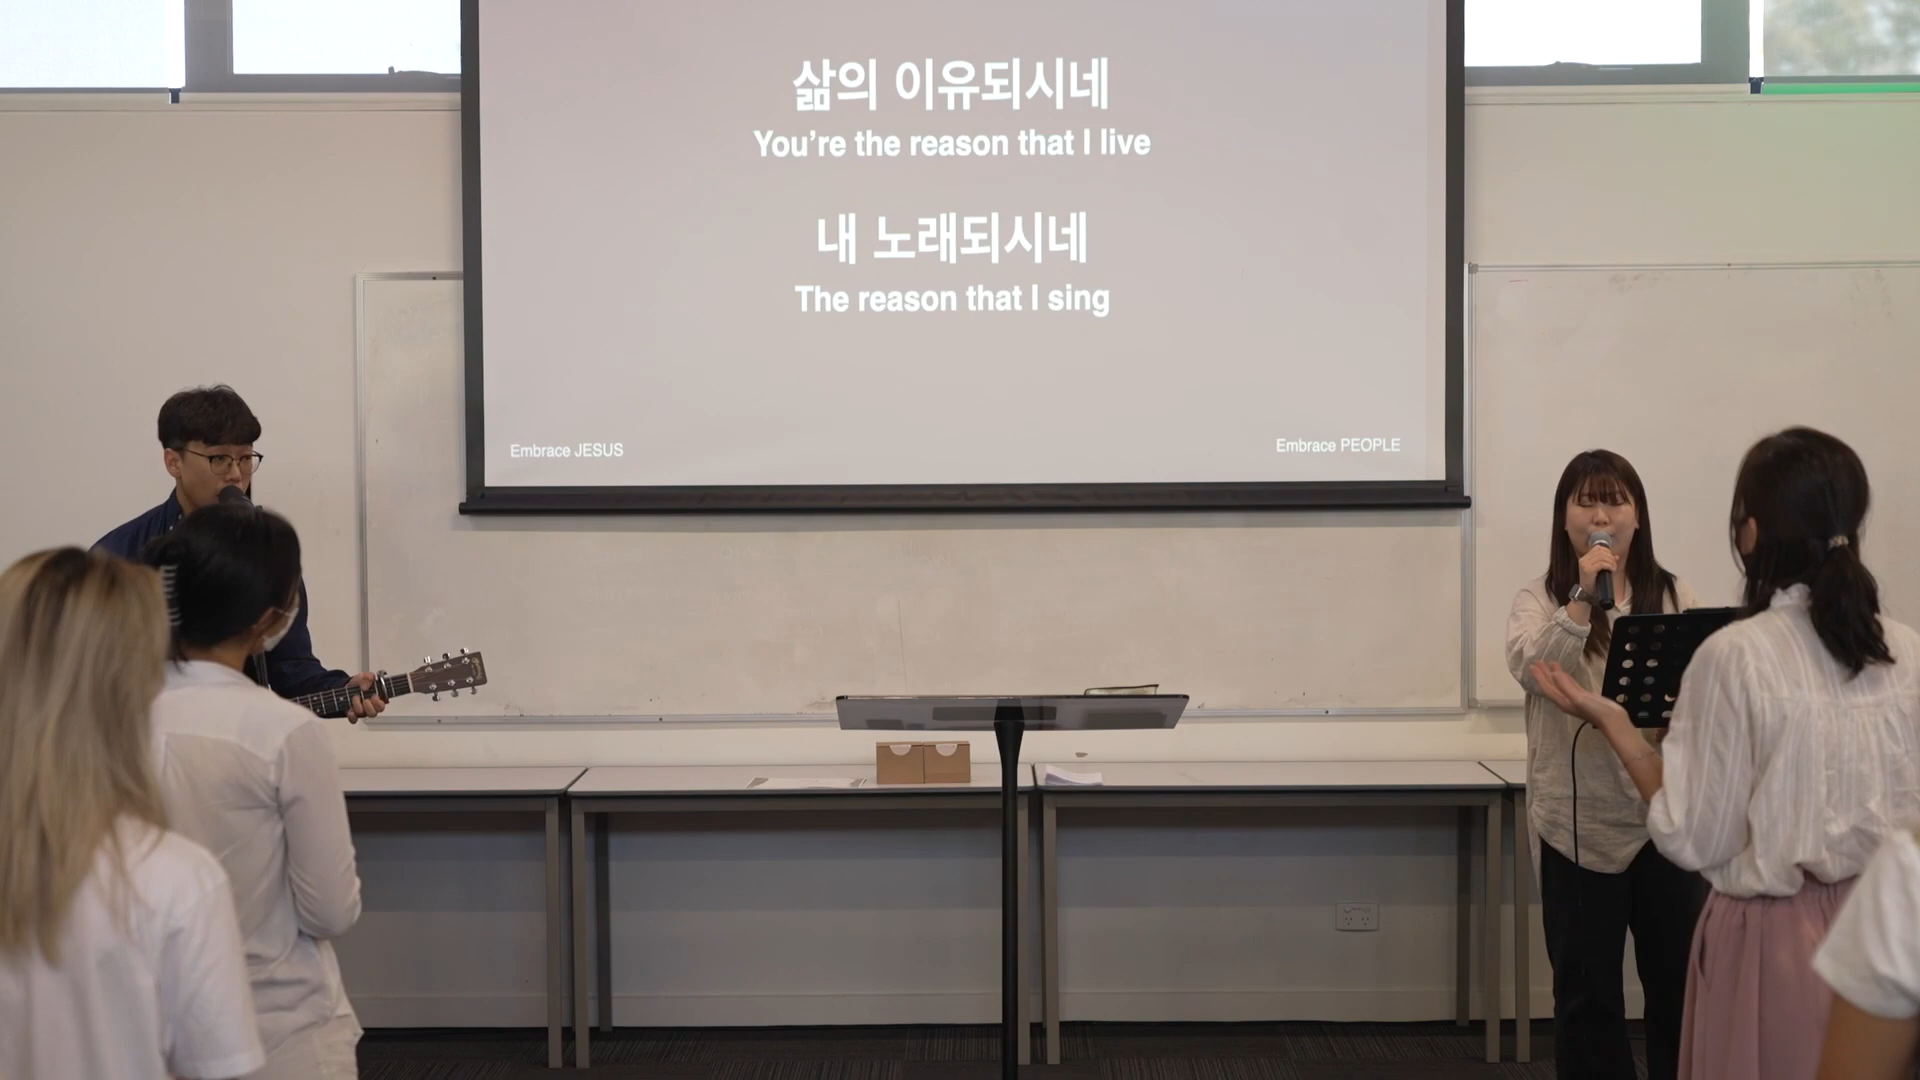 삶의 이유되시네
You’re the reason that I live
내 노래되시네
The reason that I sing
Embrace JESUS
Embrace PEOPLE